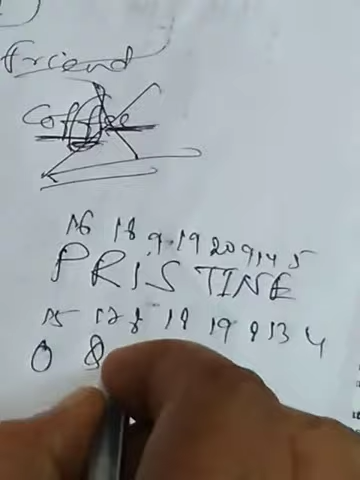 friend
coffee
16 18 9 19 20 9 14 5
PRISTINE
15 17 8 18 19 8 13 4
O Q